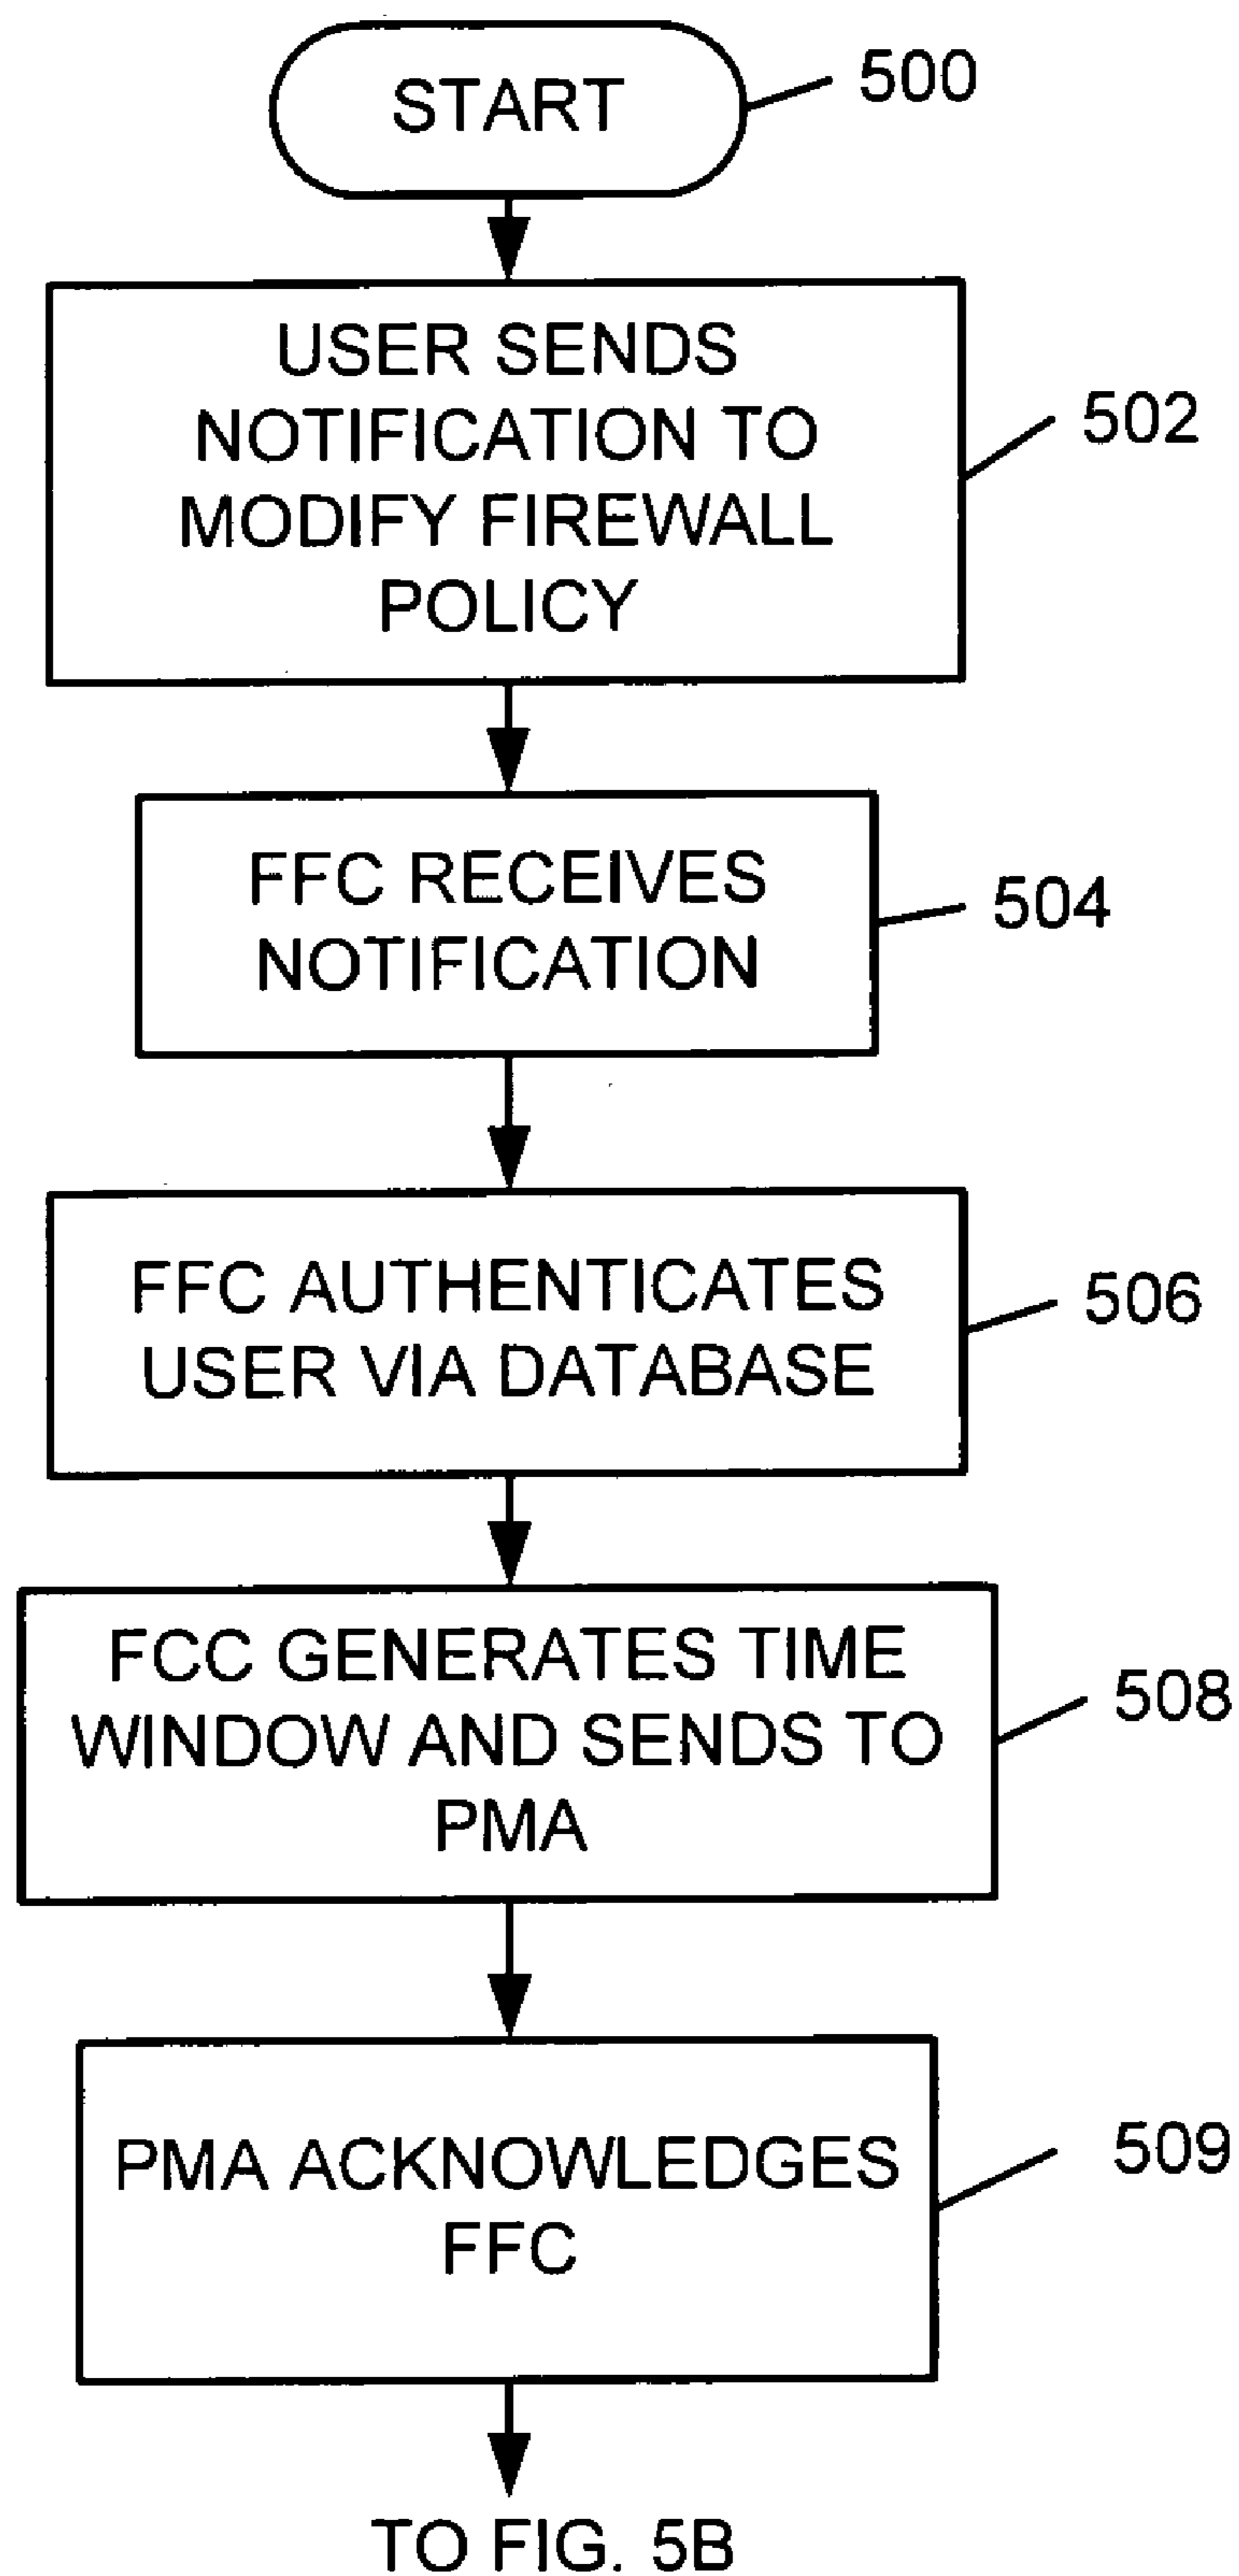 START
500
USER SENDS
NOTIFICATION TO
MODIFY FIREWALL
POLICY
502
FFC RECEIVES
NOTIFICATION
504
FFC AUTHENTICATES
USER VIA DATABASE
506
FCC GENERATES TIME
WINDOW AND SENDS TO
PMA
508
PMA ACKNOWLEDGES
FFC
509
TO FIG. 5B